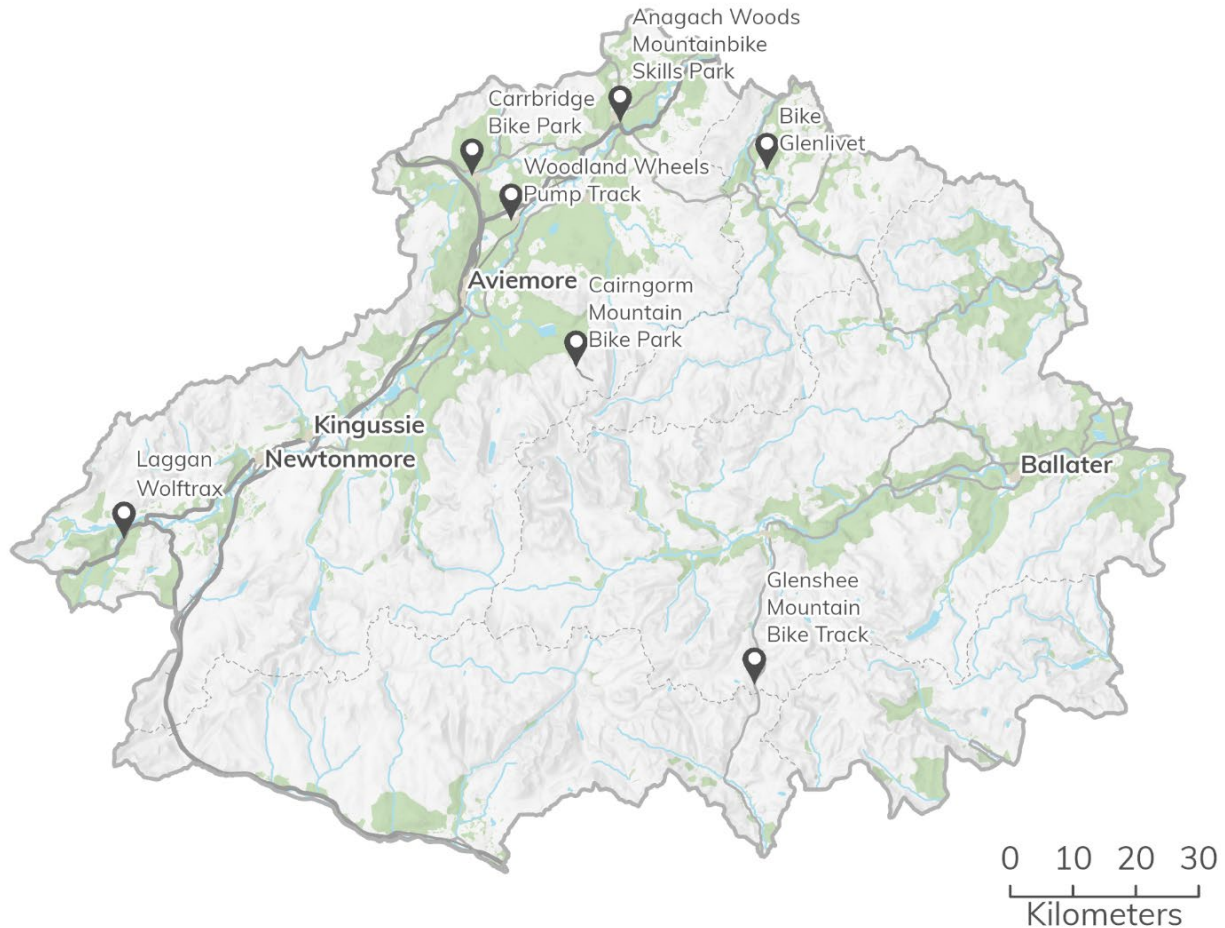 Anagach Woods
Mountainbike
Skills Park
Carrbridge
Bike Park
Bike
Glenlivet
Woodland Wheels
Pump Track
Aviemore
Cairngorm
Mountain
Bike Park
Kingussie
Newtonmore
Laggan
Wolftrax
Ballater
Glenshee
Mountain
Bike Track
0 10 20 30
Kilometers